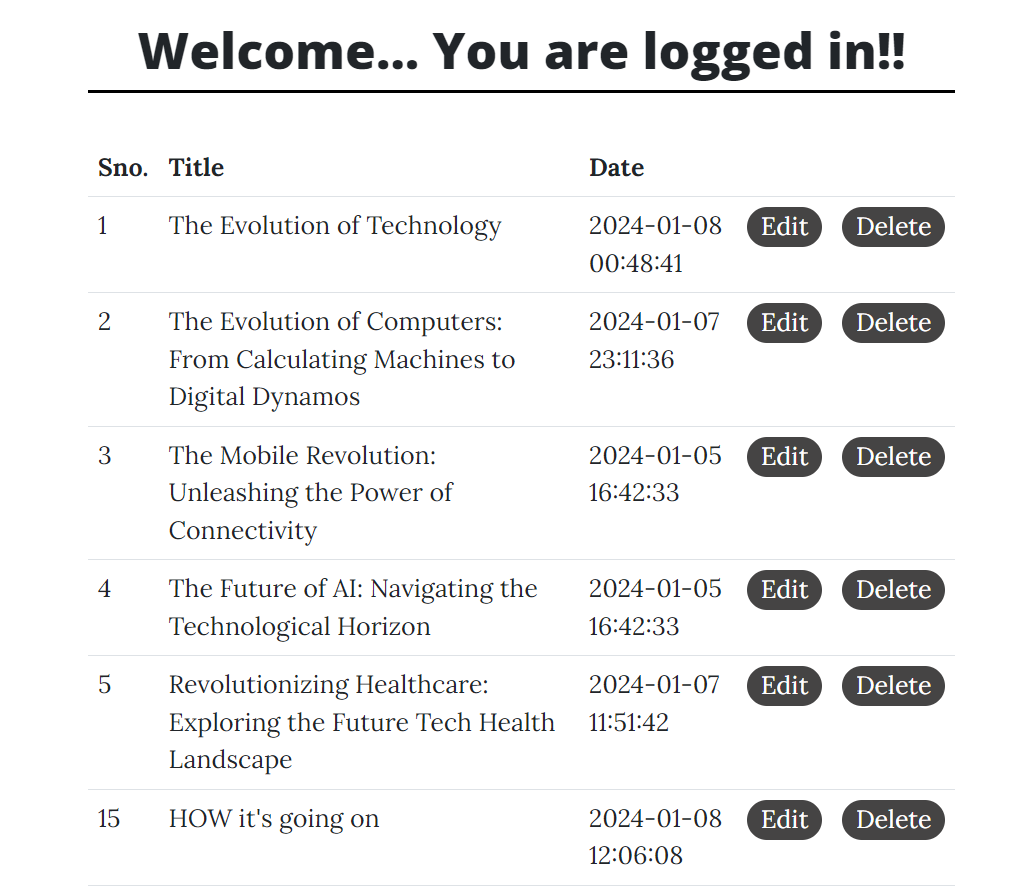 Welcome... You are logged in!!
Sno. Title Date
1 The Evolution of Technology 2024-01-08 Edit Delete
00:48:41
2 The Evolution of Computers: 2024-01-07 Edit Delete
From Calculating Machines to 23:11:36
Digital Dynamos
3 The Mobile Revolution: 2024-01-05 Edit Delete
Unleashing the Power of 16:42:33
Connectivity
4 The Future of AI: Navigating the 2024-01-05 Edit Delete
Technological Horizon 16:42:33
5 Revolutionizing Healthcare: 2024-01-07 Edit Delete
Exploring the Future Tech Health 11:51:42
Landscape
15 HOW it's going on 2024-01-08 Edit Delete
12:06:08